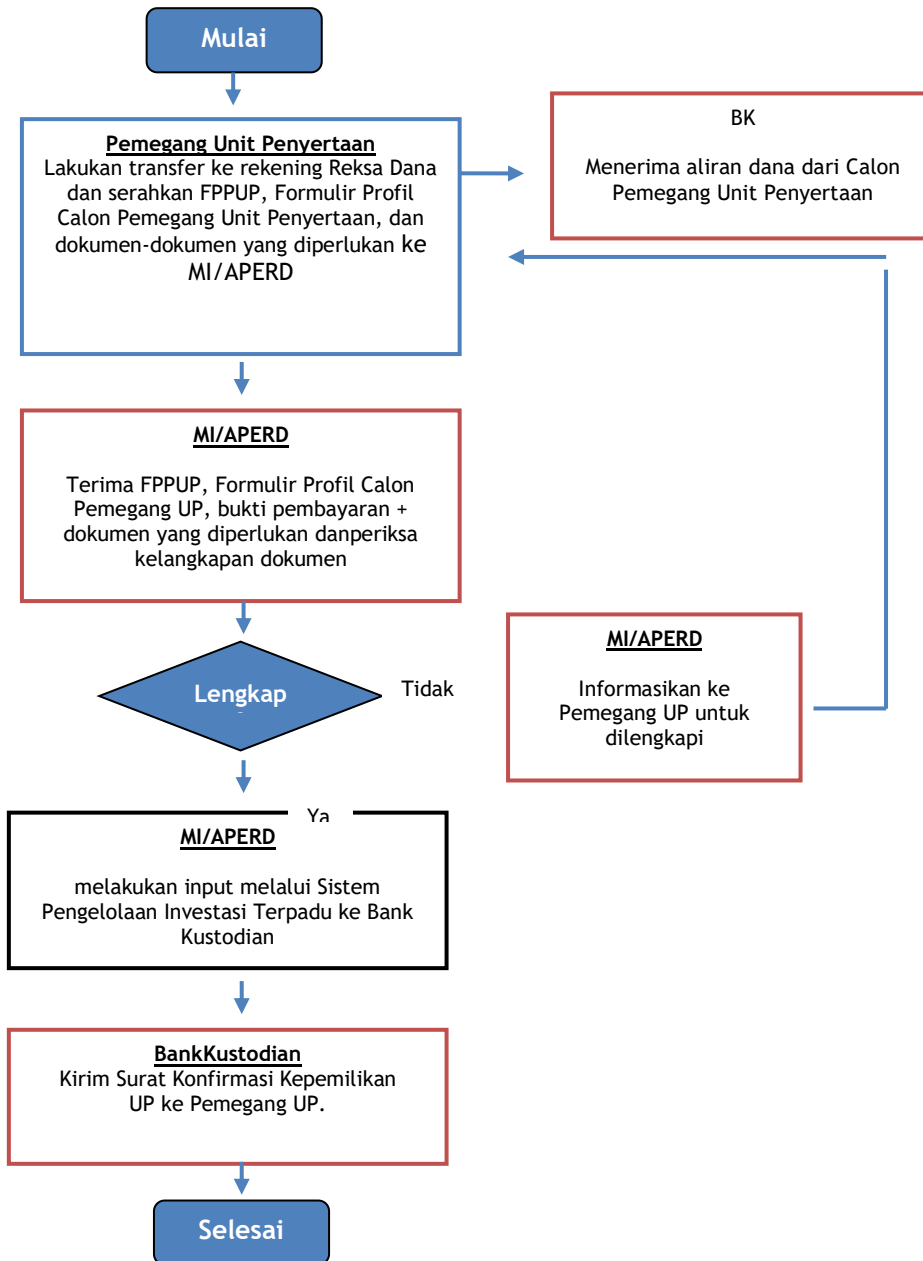 Mulai
Pemegang Unit Penyertaan
Lakukan transfer ke rekening Reksa Dana
dan serahkan FPPUP, Formulir Profil
Calon Pemegang Unit Penyertaan, dan
dokumen-dokumen yang diperlukan ke
MI/APERD
BK
Menerima aliran dana dari Calon
Pemegang Unit Penyertaan
MI/APERD
Terima FPPUP, Formulir Profil Calon
Pemegang UP, bukti pembayaran +
dokumen yang diperlukan danperiksa
kelangkapan dokumen
Lengkap
Tidak
MI/APERD
Informasikan ke
Pemegang UP untuk
dilengkapi
Ya
MI/APERD
melakukan input melalui Sistem
Pengelolaan Investasi Terpadu ke Bank
Kustodian
BankKustodian
Kirim Surat Konfirmasi Kepemilikan
UP ke Pemegang UP.
Selesai